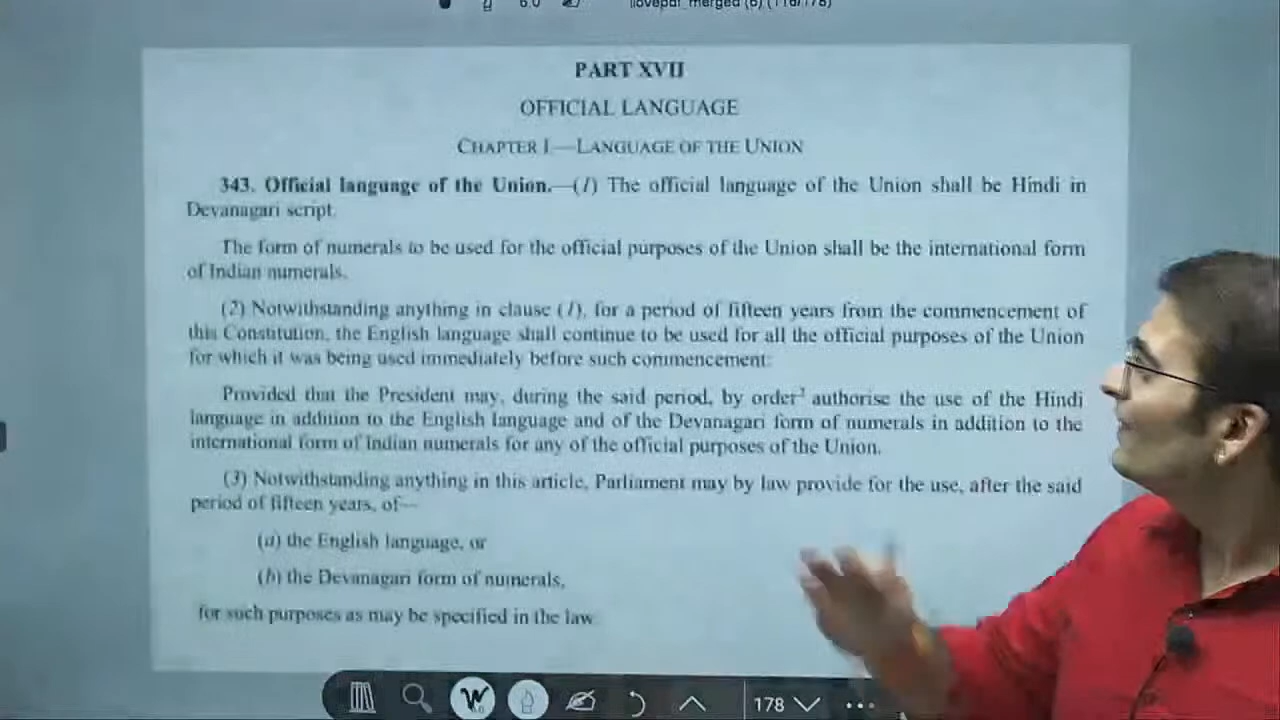 6.0 ilovepdf_merged (6) (116/178)
PART XVII
OFFICIAL LANGUAGE
CHAPTER I.—LANGUAGE OF THE UNION
343. Official language of the Union.—(1) The official language of the Union shall be Hindi in
Devanagari script.
The form of numerals to be used for the official purposes of the Union shall be the international form
of Indian numerals.
(2) Notwithstanding anything in clause (1), for a period of fifteen years from the commencement of
this Constitution, the English language shall continue to be used for all the official purposes of the Union
for which it was being used immediately before such commencement:
Provided that the President may, during the said period, by order² authorise the use of the Hindi
language in addition to the English language and of the Devanagari form of numerals in addition to the
international form of Indian numerals for any of the official purposes of the Union.
(3) Notwithstanding anything in this article, Parliament may by law provide for the use, after the said
period of fifteen years, of—
(a) the English language, or
(b) the Devanagari form of numerals,
for such purposes as may be specified in the law
W
178